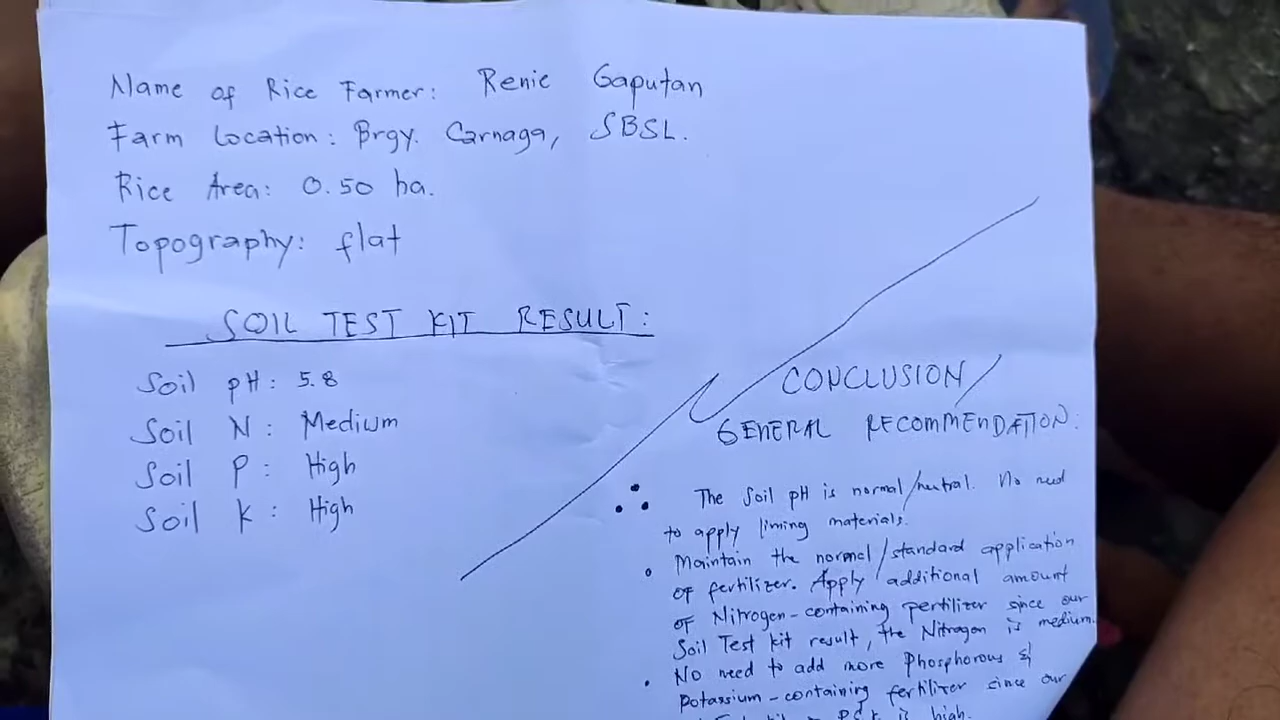 Name of Rice Farmer: Renie Gaputan
Farm Location: Brgy. Carnaga, SBSL.
Rice Area: 0.50 ha.
Topography: flat
SOIL TEST KIT RESULT:
Soil pH: 5.8
Soil N: Medium
Soil P: High
Soil K: High
CONCLUSION/
GENERAL RECOMMENDATION:
∴ The Soil pH is normal/neutral. No need
to apply liming materials.
• Maintain the normal/standard application
of fertilizer. Apply additional amount
of Nitrogen-containing pertilizer since our
Soil Test kit result, the Nitrogen is medium.
• No need to add more Phosphorous &
Potassium-containing fertilizer since our
P & K is high.